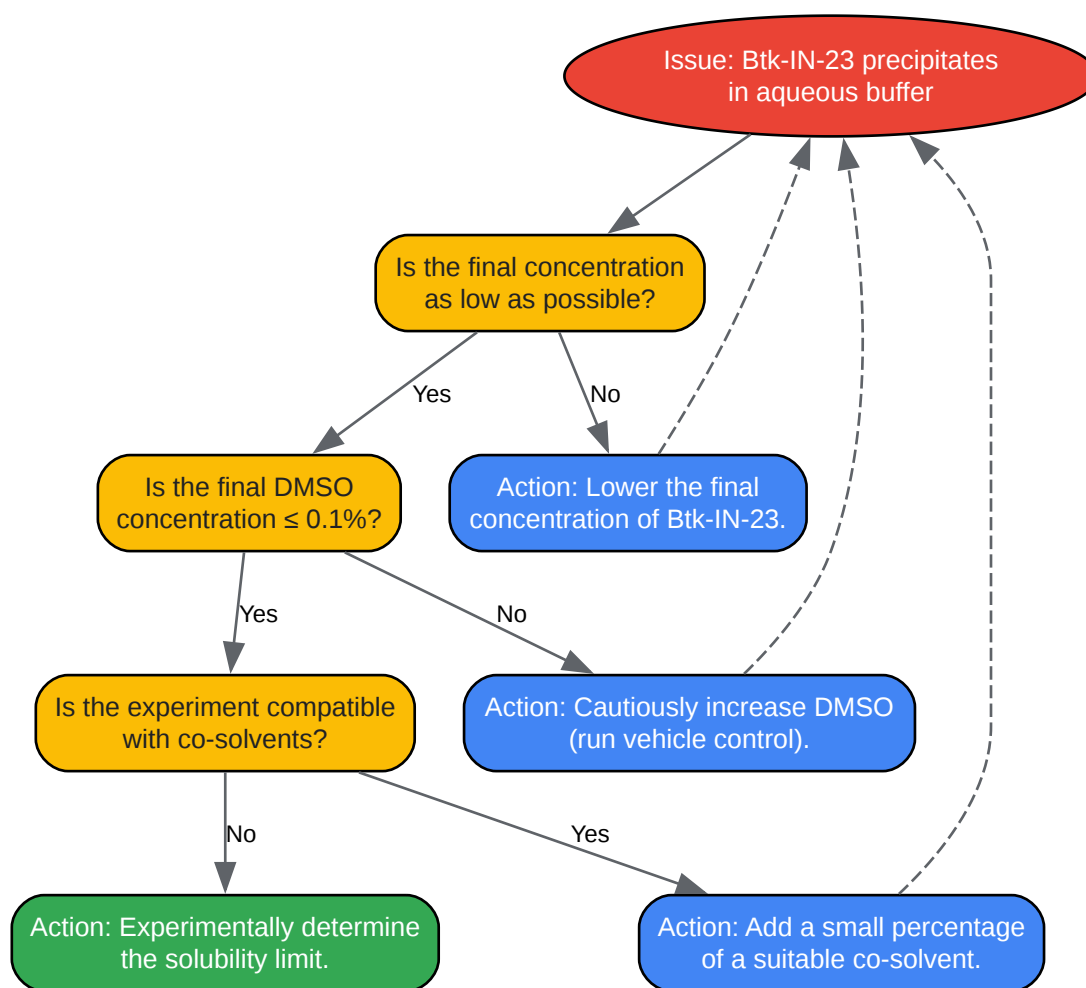 Issue: Btk-IN-23 precipitates
in aqueous buffer
Is the final concentration
as low as possible?
Yes
No
Is the final DMSO
concentration ≤ 0.1%?
Action: Lower the final
concentration of Btk-IN-23.
Yes
No
Is the experiment compatible
with co-solvents?
Action: Cautiously increase DMSO
(run vehicle control).
No
Yes
Action: Experimentally determine
the solubility limit.
Action: Add a small percentage
of a suitable co-solvent.